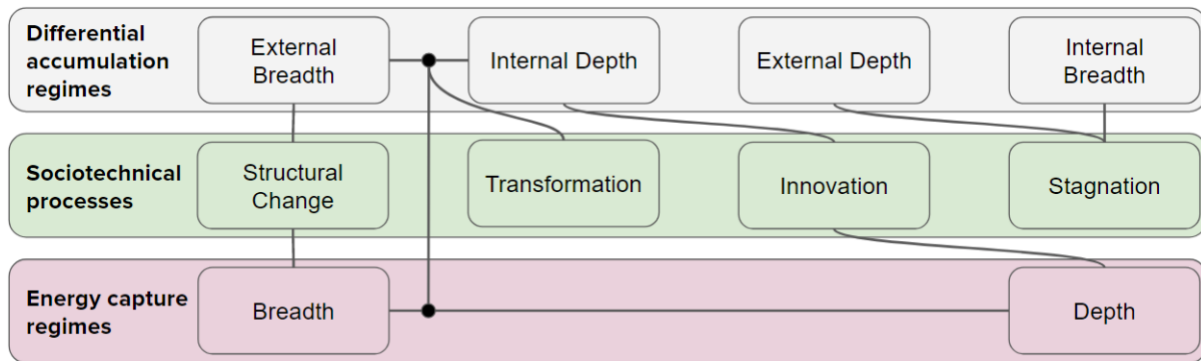 Differential
accumulation
regimes
External
Breadth
Internal Depth
External Depth
Internal
Breadth
Sociotechnical
processes
Structural
Change
Transformation
Innovation
Stagnation
Energy capture
regimes
Breadth
Depth